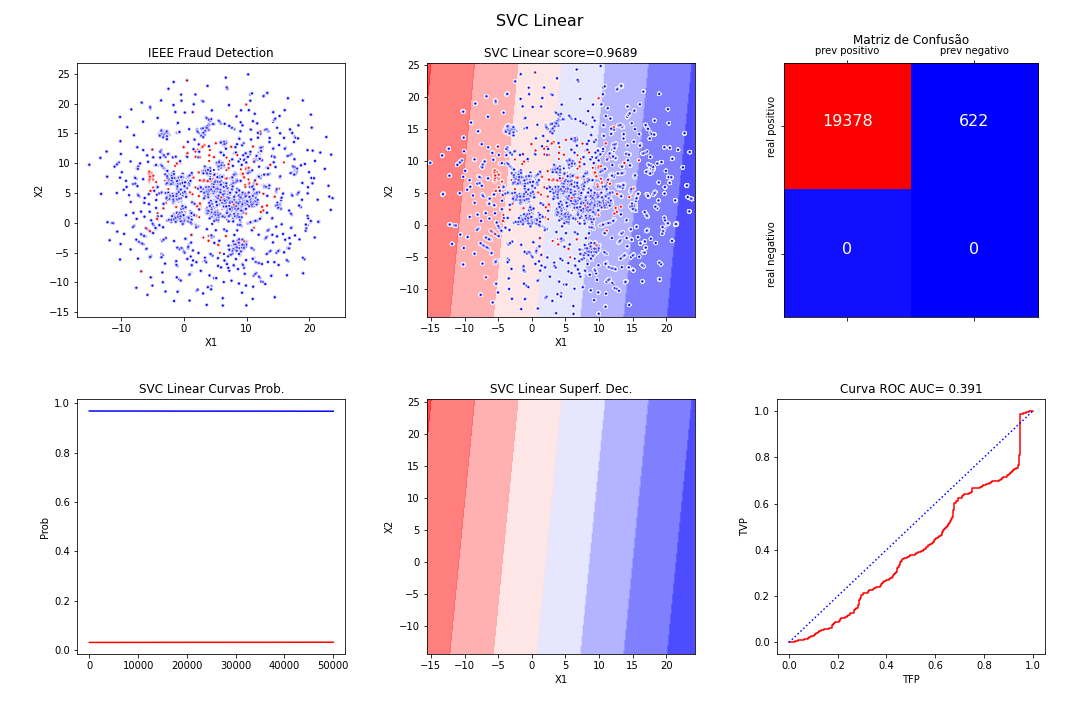 SVC Linear
IEEE Fraud Detection
25
20
15
10
5
0
−5
−10
−15
X2
−10 0 10 20
X1
SVC Linear score=0.9689
25
20
15
10
5
0
−5
−10
X2
−15 −10 −5 0 5 10 15 20
X1
Matriz de Confusão
prev positivo prev negativo
real positivo
real negativo
19378 622
0 0
SVC Linear Curvas Prob.
1.0
0.8
0.6
0.4
0.2
0.0
Prob
0 10000 20000 30000 40000 50000
SVC Linear Superf. Dec.
25
20
15
10
5
0
−5
−10
X2
−15 −10 −5 0 5 10 15 20
X1
Curva ROC AUC= 0.391
1.0
0.8
0.6
0.4
0.2
0.0
TVP
0.0 0.2 0.4 0.6 0.8 1.0
TFP